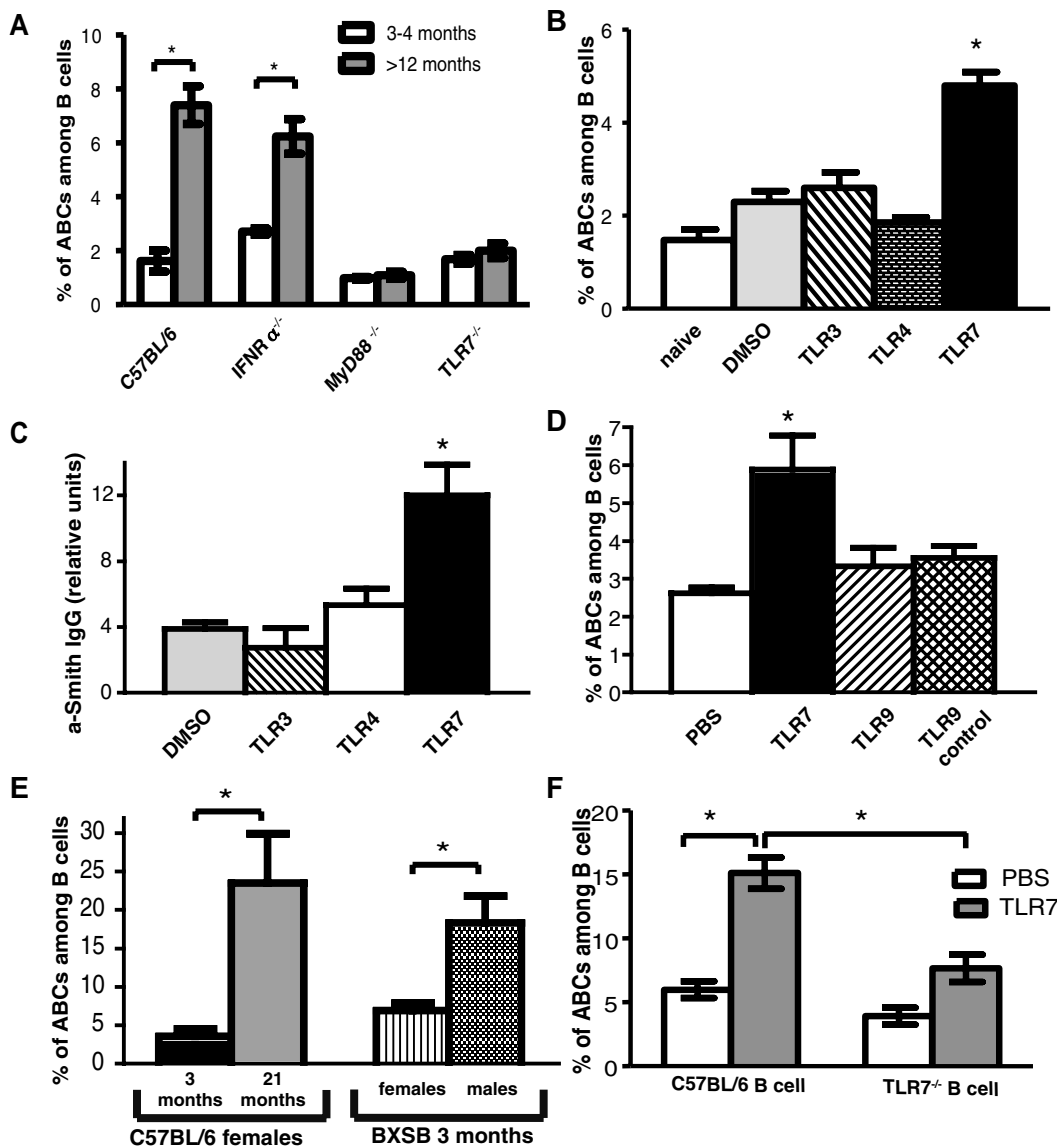 A
% of ABCs among B cells
10
8
6
4
2
0
* *
3-4 months
>12 months
C57BL/6
IFNR α-/-
MyD88 -/-
TLR7-/-
B
% of ABCs among B cells
6
4
2
0
*
naive
DMSO
TLR3
TLR4
TLR7
C
a-Smith IgG (relative units)
12
8
4
0
*
DMSO
TLR3
TLR4
TLR7
D
% of ABCs among B cells
7
6
5
4
3
2
1
0
*
PBS
TLR7
TLR9
TLR9
control
E
% of ABCs among B cells
30
25
20
15
10
5
0
* *
3
months
21
months
females
males
C57BL/6 females
BXSB 3 months
F
% of ABCs among B cells
20
15
10
5
0
* *
PBS
TLR7
C57BL/6 B cell
TLR7-/- B cell